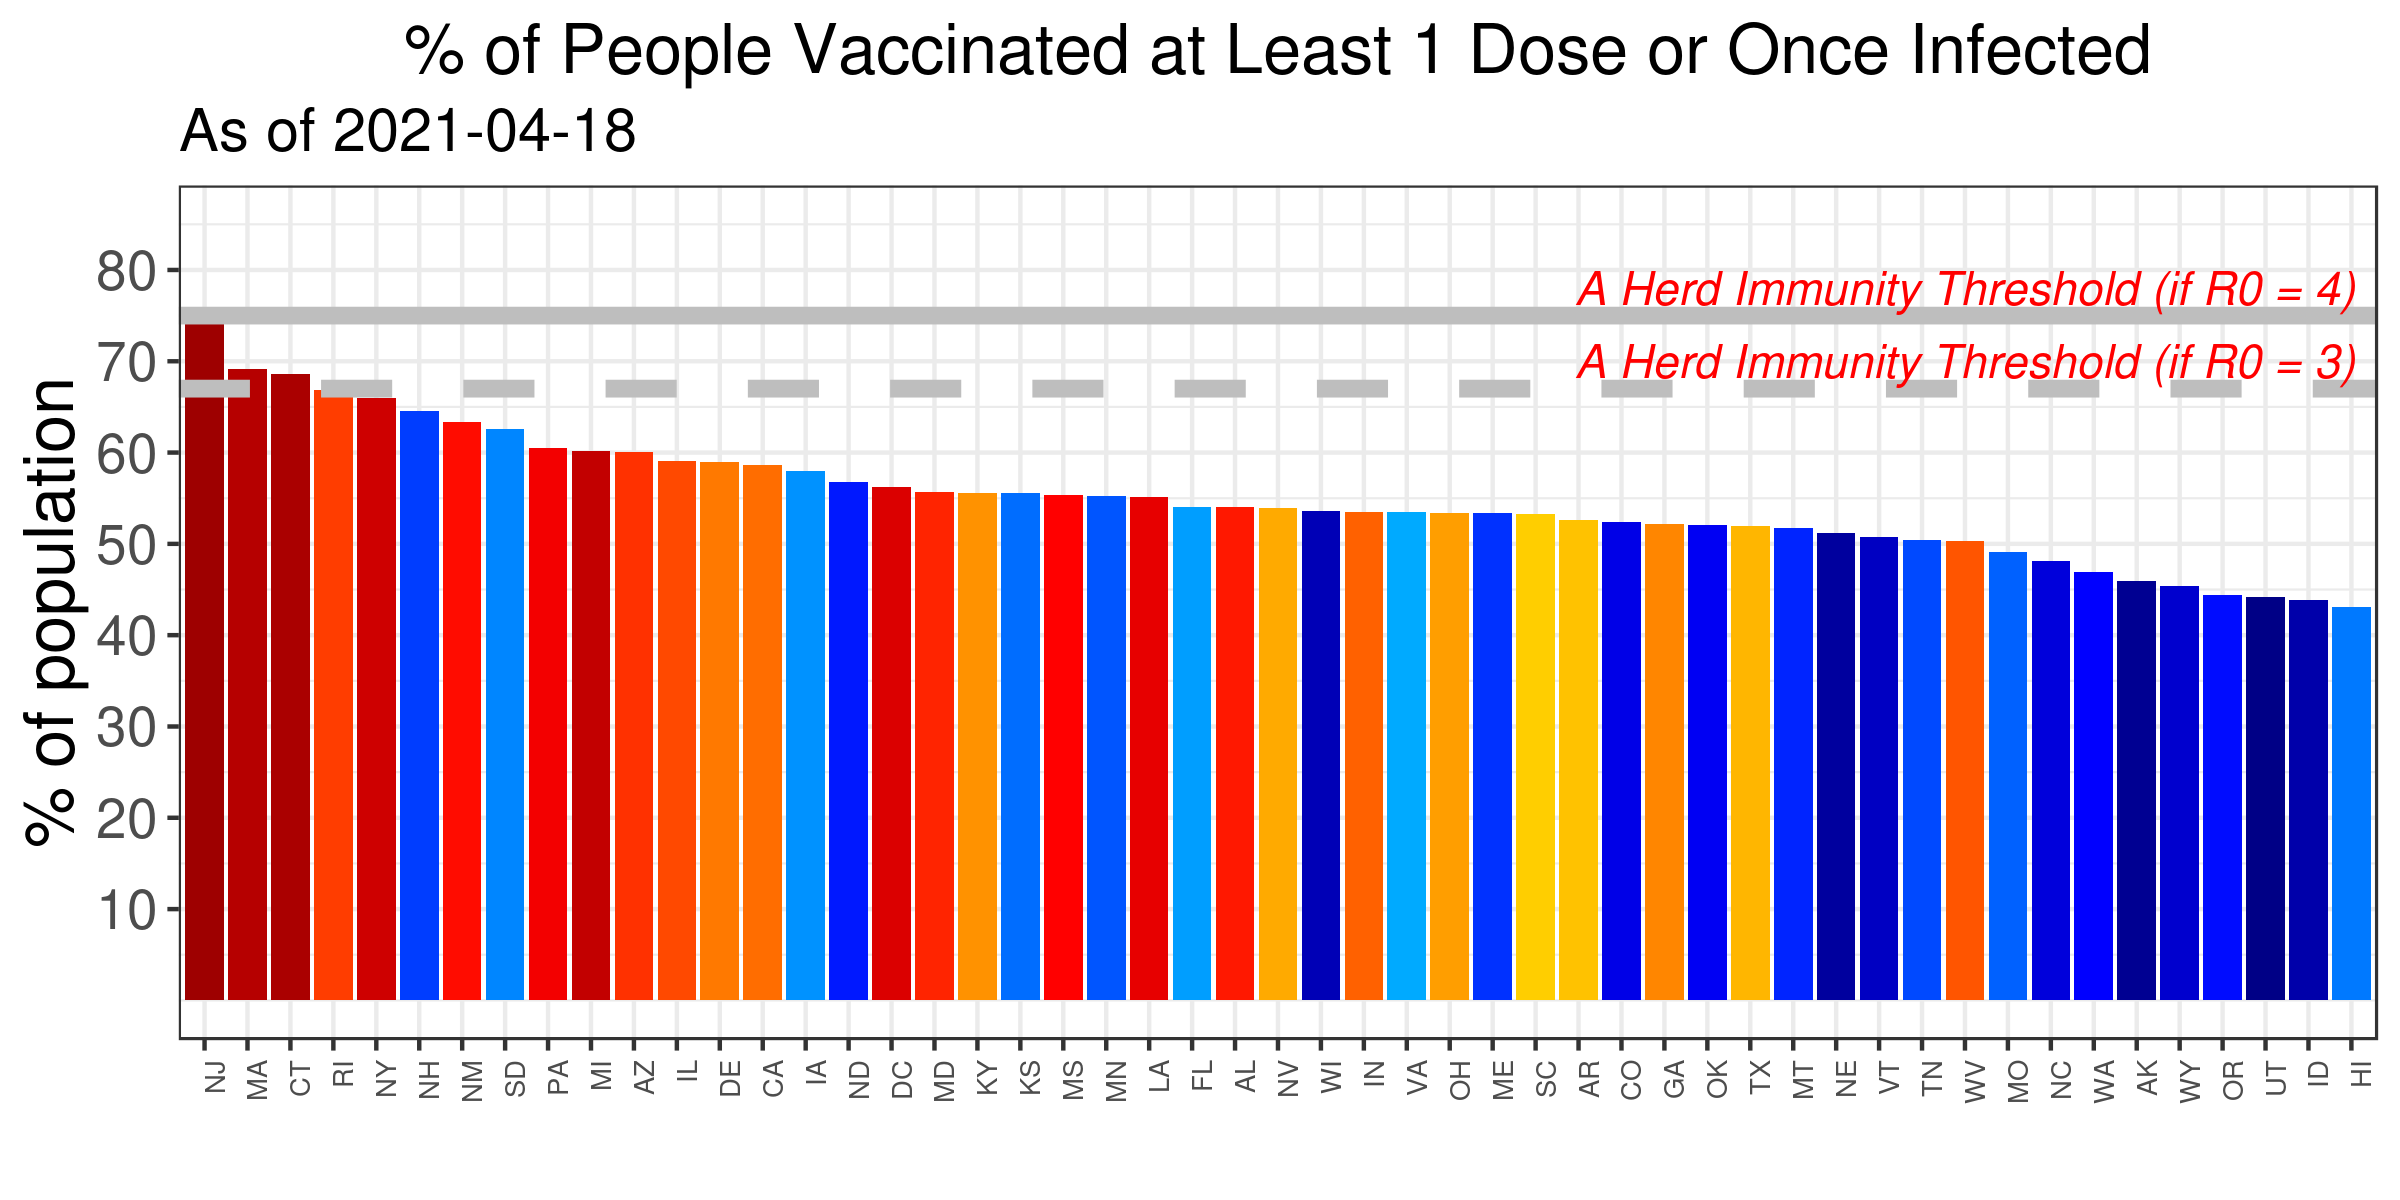 % of People Vaccinated at Least 1 Dose or Once Infected
As of 2021-04-18
% of population
80
70
60
50
40
30
20
10
A Herd Immunity Threshold (if R0 = 4)
A Herd Immunity Threshold (if R0 = 3)
NJ MA CT RI NY NH NM SD PA MI AZ IL DE CA IA ND DC MD KY KS MS MN LA FL AL NV WI IN VA OH ME SC AR CO GA OK TX MT NE VT TN WV MO NC WA AK WY OR UT ID HI